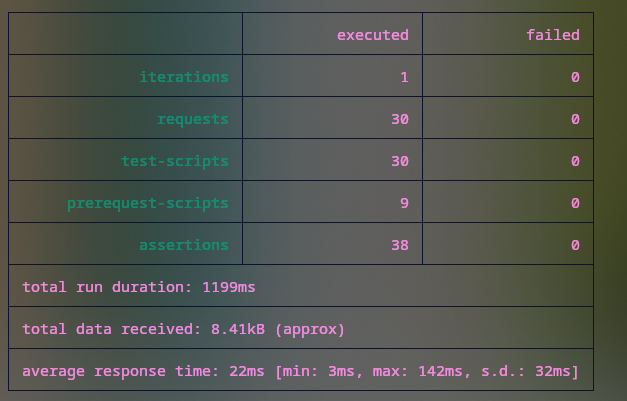 executed failed
iterations 1 0
requests 30 0
test-scripts 30 0
prerequest-scripts 9 0
assertions 38 0
total run duration: 1199ms
total data received: 8.41kB (approx)
average response time: 22ms [min: 3ms, max: 142ms, s.d.: 32ms]